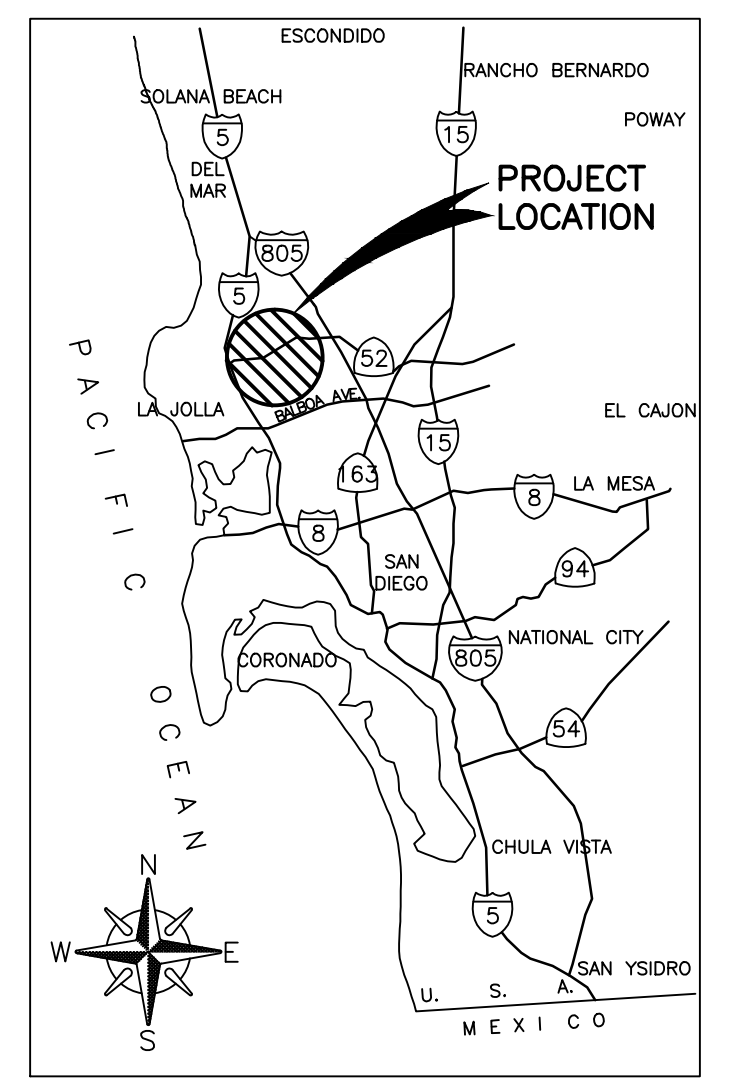 ESCONDIDO
RANCHO BERNARDO
SOLANA BEACH
POWAY
5
15
DEL
MAR
PROJECT
LOCATION
805
5
52
PACIFIC
LA JOLLA
BALBOA AVE.
EL CAJON
15
163
LA MESA
8
8
SAN
DIEGO
94
NATIONAL CITY
CORONADO
805
OCEAN
54
CHULA VISTA
N
5
W
E
SAN YSIDRO
U. S. A.
MEXICO
S